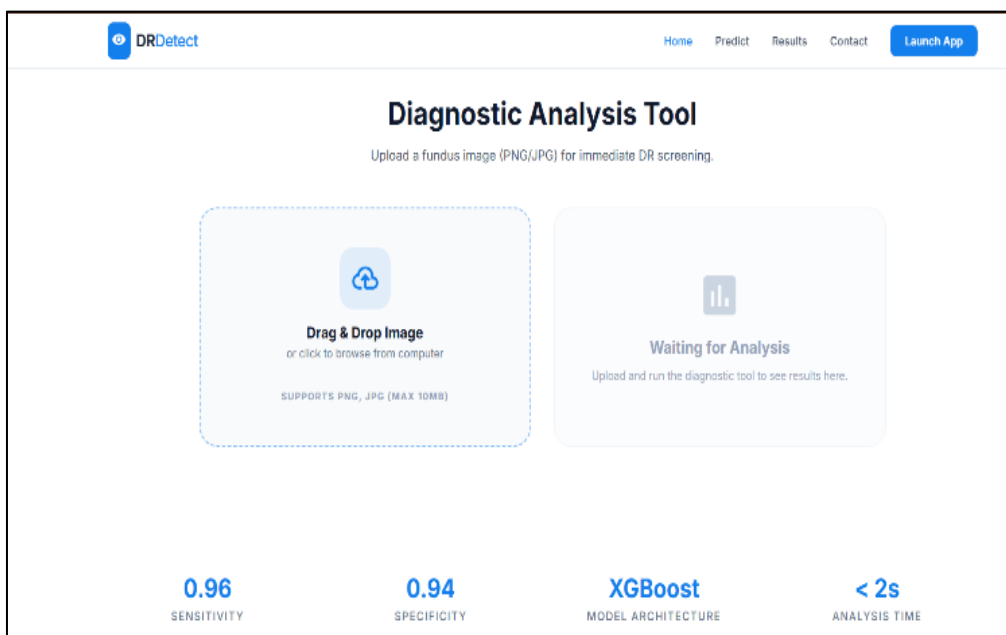 DRDetect
Home Predict Results Contact Launch App
Diagnostic Analysis Tool
Upload a fundus image (PNG/JPG) for immediate DR screening.
Drag & Drop Image
or click to browse from computer
SUPPORTS PNG, JPG (MAX 10MB)
Waiting for Analysis
Upload and run the diagnostic tool to see results here.
0.96
SENSITIVITY
0.94
SPECIFICITY
XGBoost
MODEL ARCHITECTURE
< 2s
ANALYSIS TIME